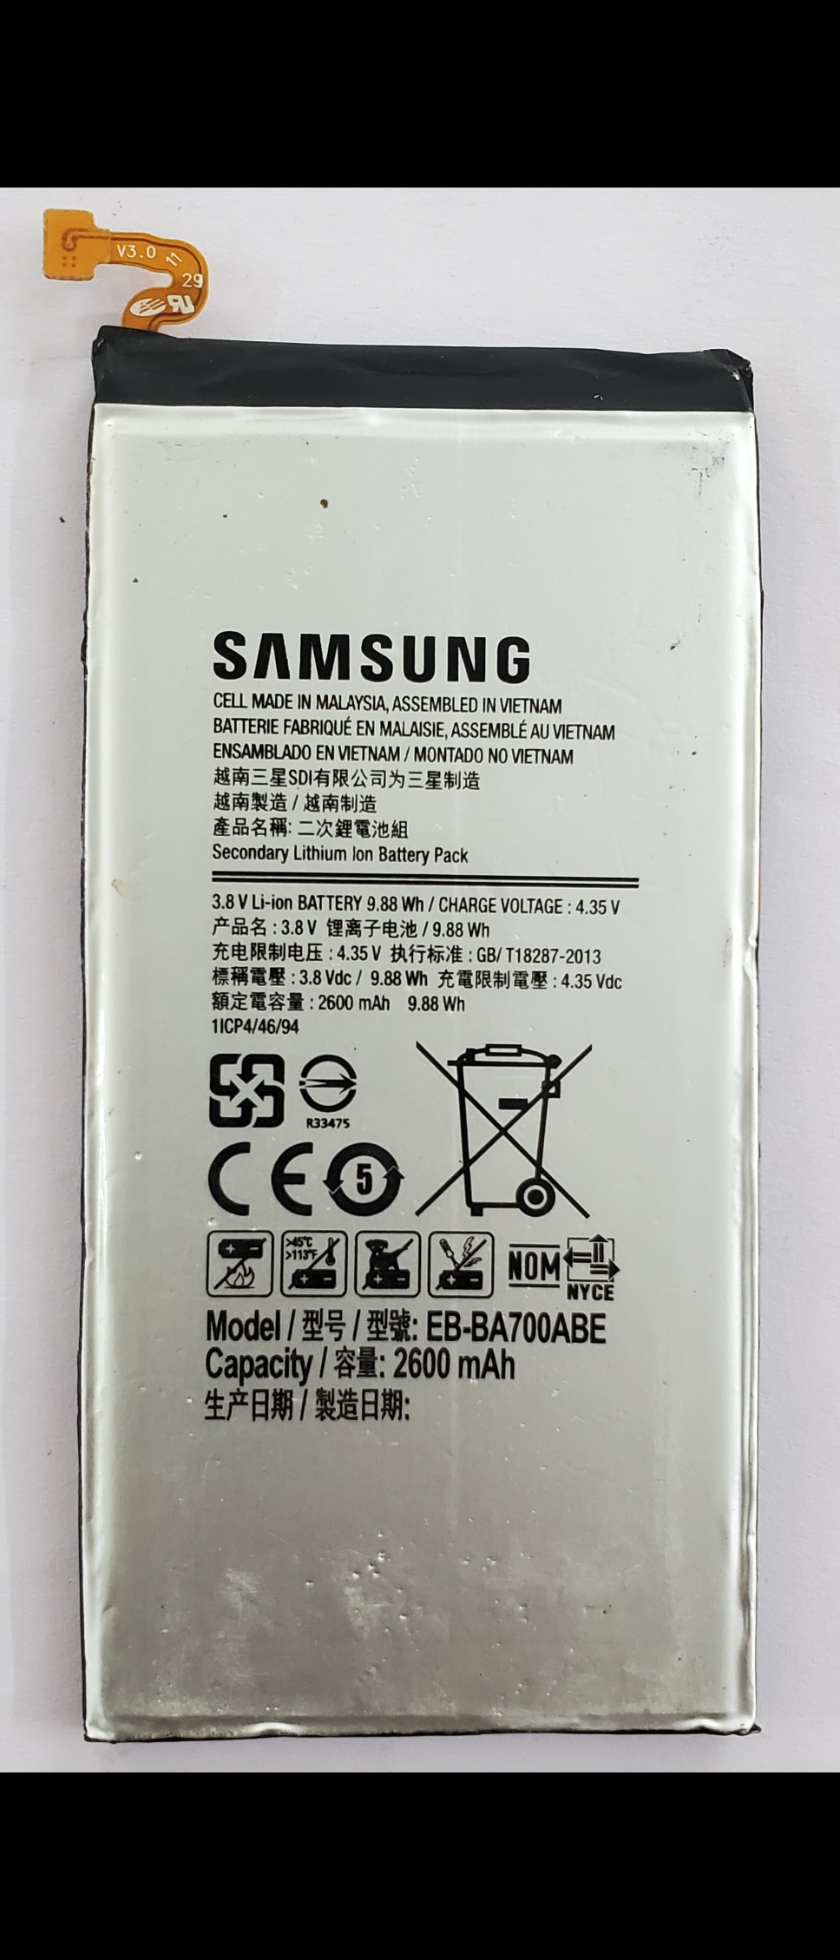 V3.0
11
29
SAMSUNG
CELL MADE IN MALAYSIA, ASSEMBLED IN VIETNAM
BATTERIE FABRIQUÉ EN MALAISIE, ASSEMBLÉ AU VIETNAM
ENSAMBLADO EN VIETNAM / MONTADO NO VIETNAM
越南三星SDI有限公司为三星制造
越南製造 / 越南制造
產品名稱: 二次鋰電池組
Secondary Lithium Ion Battery Pack
3.8 V Li-ion BATTERY 9.88 Wh / CHARGE VOLTAGE : 4.35 V
产品名 : 3.8 V 锂离子电池 / 9.88 Wh
充电限制电压 : 4.35 V 执行标准 : GB/ T18287-2013
標稱電壓 : 3.8 Vdc / 9.88 Wh 充電限制電壓 : 4.35 Vdc
額定電容量 : 2600 mAh 9.88 Wh
1ICP4/46/94
R33475
CE 5
>45°C
>113°F
NOM
NYCE
Model / 型号 / 型號: EB-BA700ABE
Capacity / 容量: 2600 mAh
生产日期 / 製造日期: